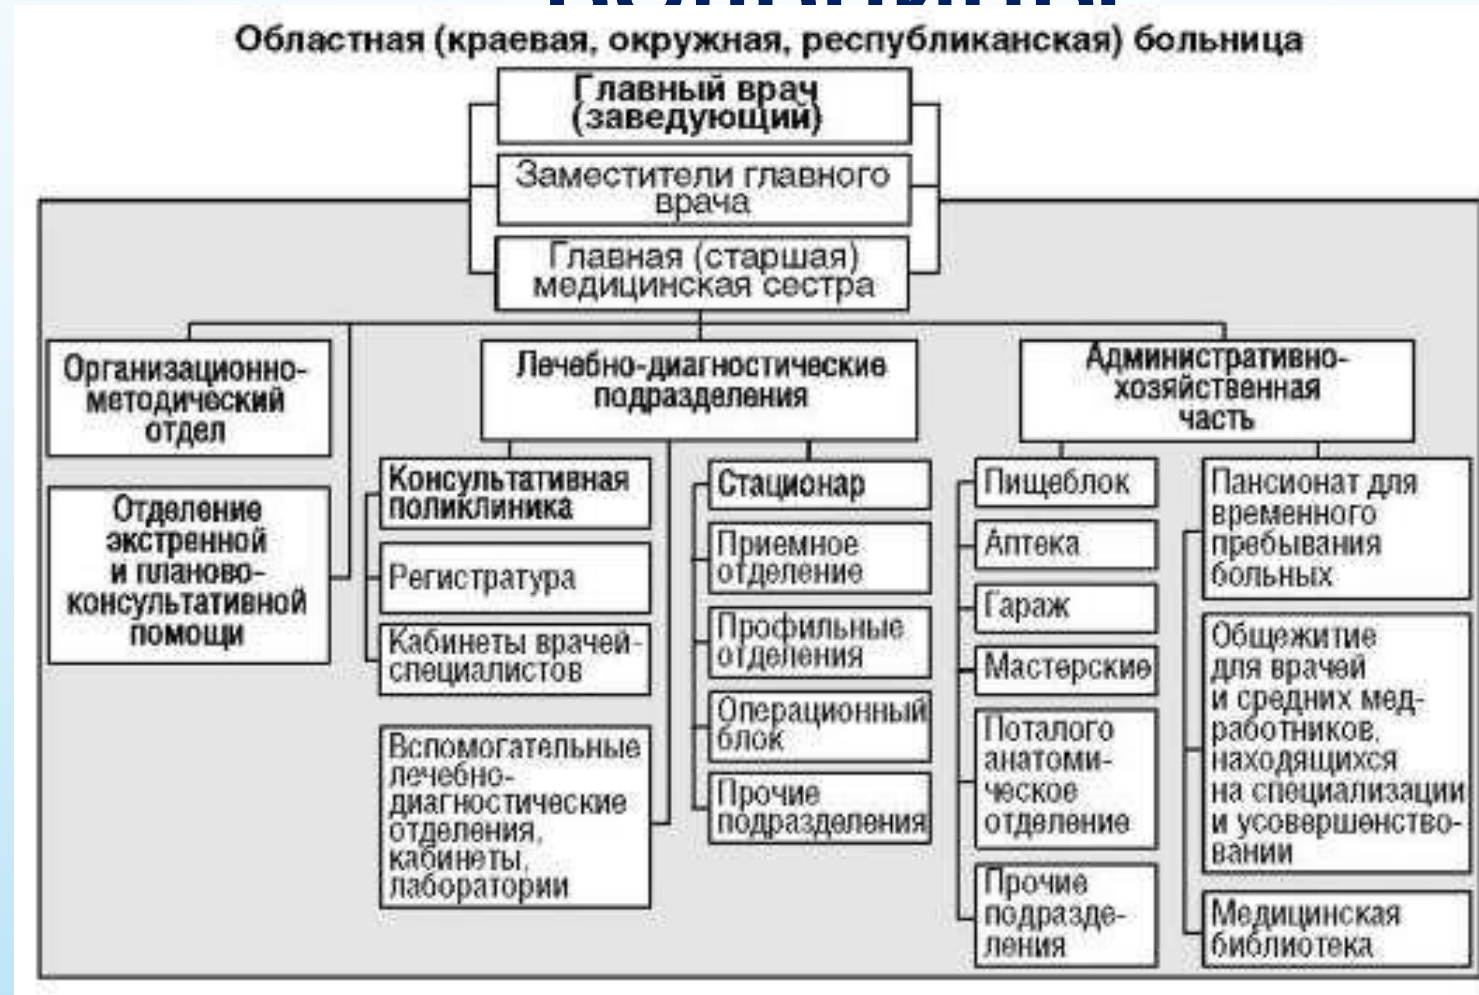 Областная (краевая, окружная, республиканская) больница
Главный врач
(заведующий)
Заместители главного
врача
Главная (старшая)
медицинская сестра
Организационно-
методический
отдел
Отделение
экстренной
и планово-
консультативной
помощи
Лечебно-диагностические
подразделения
Консультативная
поликлиника
Регистратура
Кабинеты врачей-
специалистов
Вспомогательные
лечебно-
диагностические
отделения,
кабинеты,
лаборатории
Стационар
Приемное
отделение
Профильные
отделения
Операционный
блок
Прочие
подразделения
Административно-
хозяйственная
часть
Пищеблок
Аптека
Гараж
Мастерские
Поталого
анатоми-
ческое
отделение
Прочие
подразде-
ления
Пансионат для
временного
пребывания
больных
Общежитие
для врачей
и средних мед-
работников,
находящихся
на специализации
и усовершенство-
вании
Медицинская
библиотека